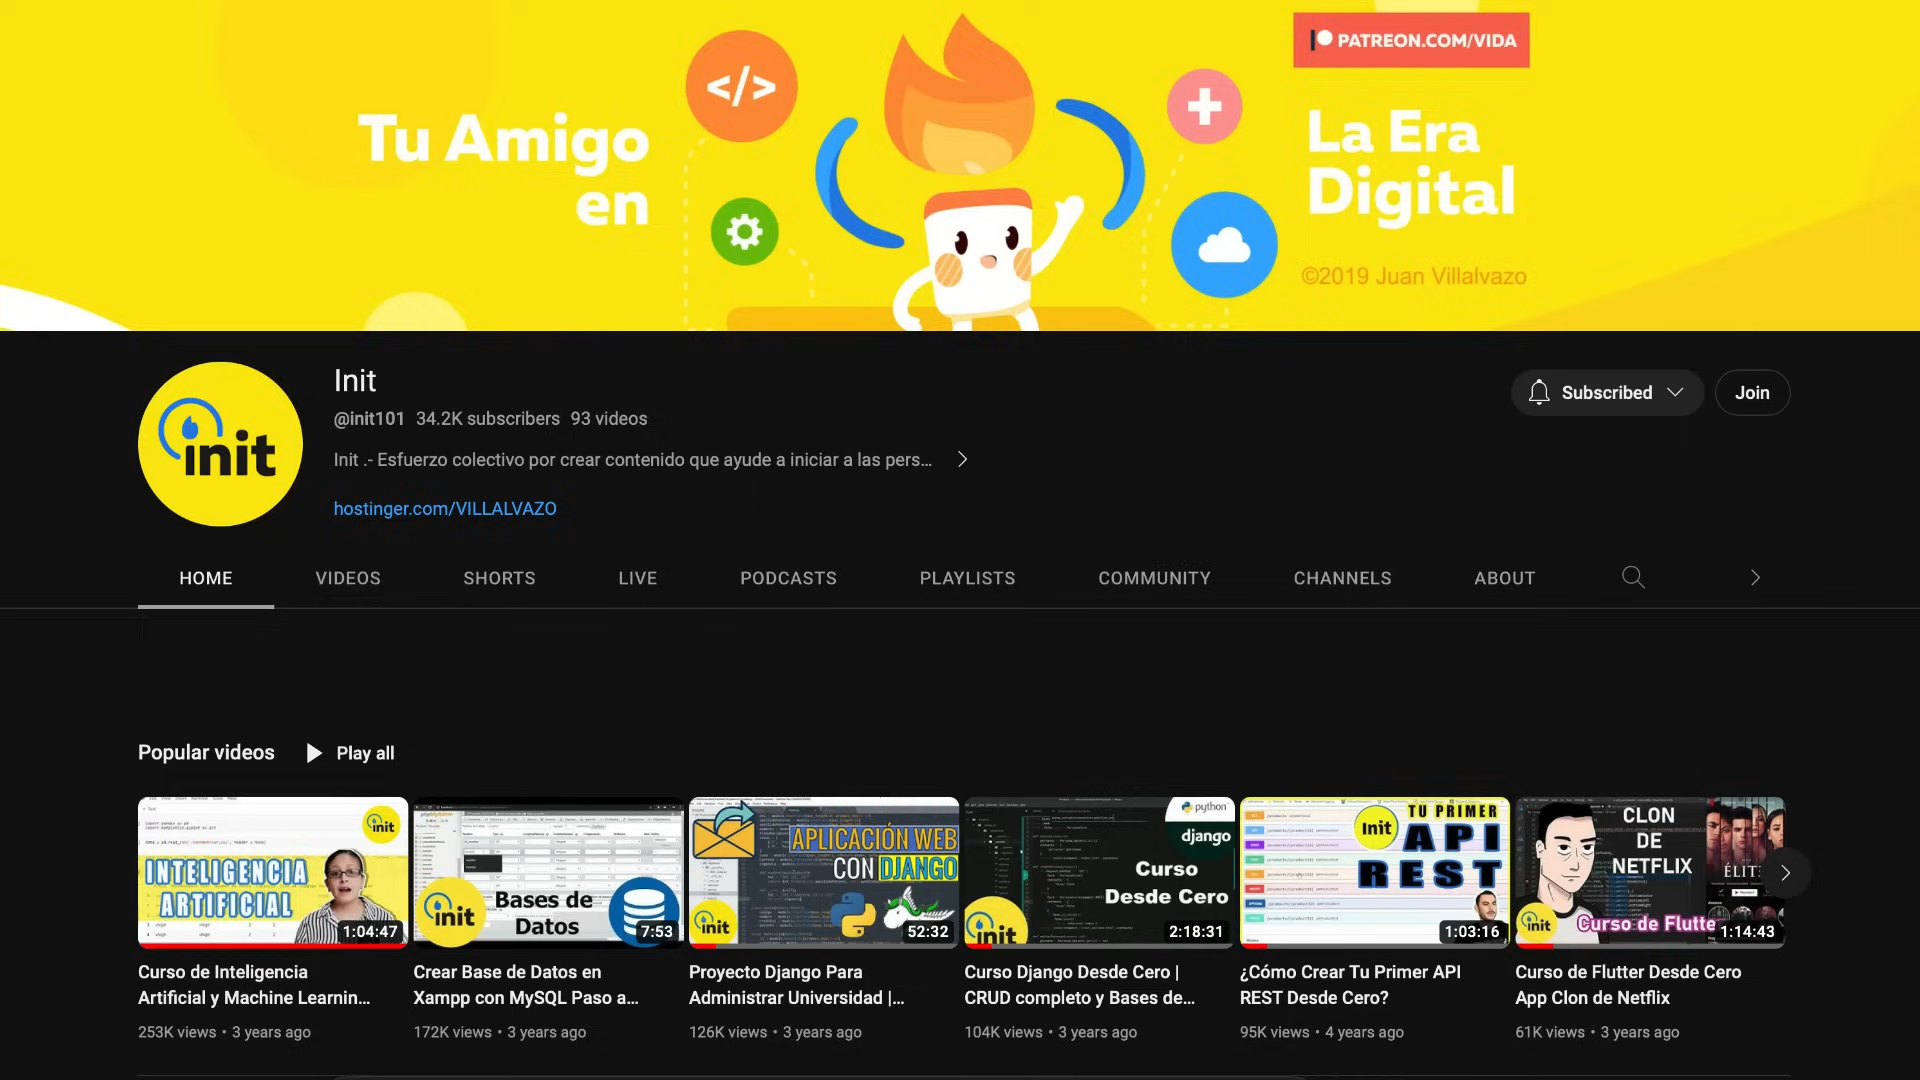 PATREON.COM/VIDA
</>
Tu Amigo
en
La Era
Digital
©2019 Juan Villalvazo
init
Init
@init101 34.2K subscribers 93 videos
Init .- Esfuerzo colectivo por crear contenido que ayude a iniciar a las pers...
hostinger.com/VILLALVAZO
Subscribed
Join
HOME VIDEOS SHORTS LIVE PODCASTS PLAYLISTS COMMUNITY CHANNELS ABOUT
Popular videos Play all
init
INTELIGENCIA
ARTIFICIAL
1:04:47
init
Bases de
Datos
7:53
APLICACIÓN WEB
CON DJANGO
init
52:32
python
django
Curso
Desde Cero
init
2:18:31
TU PRIMER
Init
API
REST
1:03:16
CLON
DE
NETFLIX
init
Curso de Flutte
1:14:43
Curso de Inteligencia
Artificial y Machine Learnin...
253K views • 3 years ago
Crear Base de Datos en
Xampp con MySQL Paso a...
172K views • 3 years ago
Proyecto Django Para
Administrar Universidad |...
126K views • 3 years ago
Curso Django Desde Cero |
CRUD completo y Bases de...
104K views • 3 years ago
¿Cómo Crear Tu Primer API
REST Desde Cero?
95K views • 4 years ago
Curso de Flutter Desde Cero
App Clon de Netflix
61K views • 3 years ago